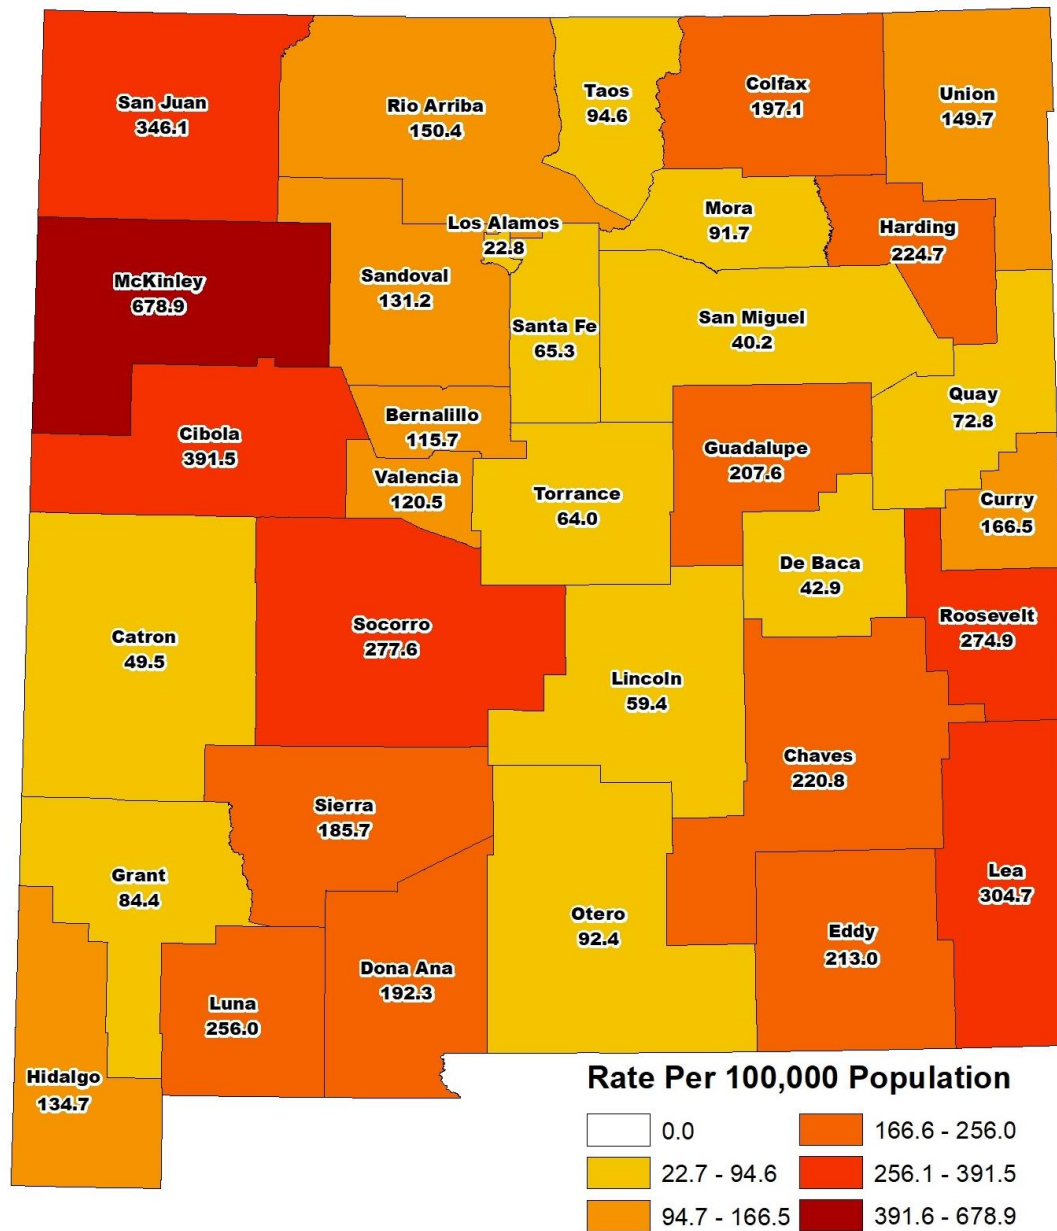 San Juan
346.1
Rio Arriba
150.4
Taos
94.6
Colfax
197.1
Union
149.7
Los Alamos
22.8
Mora
91.7
Harding
224.7
McKinley
678.9
Sandoval
131.2
Santa Fe
65.3
San Miguel
40.2
Quay
72.8
Cibola
391.5
Bernalillo
115.7
Guadalupe
207.6
Valencia
120.5
Torrance
64.0
Curry
166.5
De Baca
42.9
Roosevelt
274.9
Catron
49.5
Socorro
277.6
Lincoln
59.4
Chaves
220.8
Sierra
185.7
Grant
84.4
Otero
92.4
Lea
304.7
Eddy
213.0
Dona Ana
192.3
Luna
256.0
Hidalgo
134.7
Rate Per 100,000 Population
0.0
22.7 - 94.6
94.7 - 166.5
166.6 - 256.0
256.1 - 391.5
391.6 - 678.9